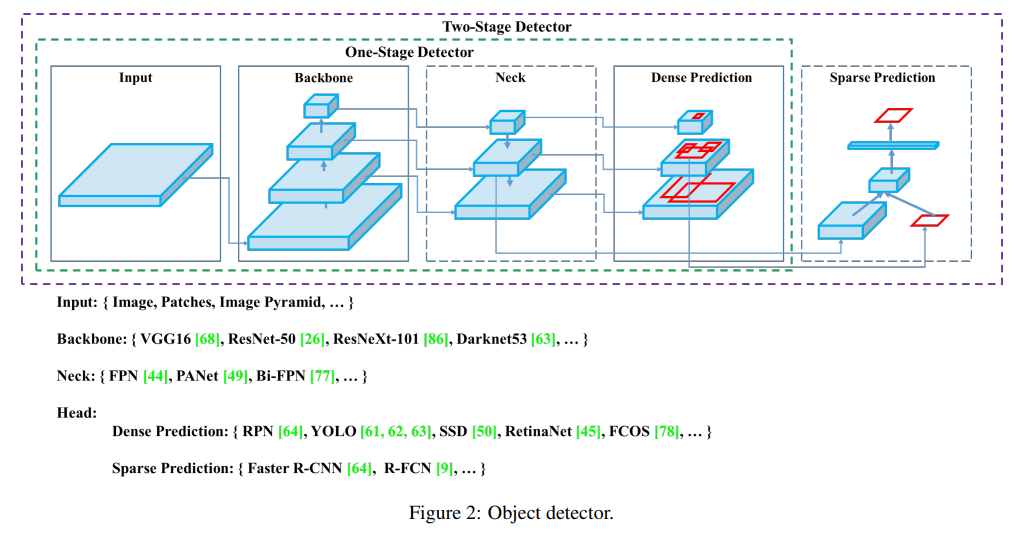 Two-Stage Detector
One-Stage Detector
Input
Backbone
Neck
Dense Prediction
Sparse Prediction
Input: { Image, Patches, Image Pyramid, … }
Backbone: { VGG16 [68], ResNet-50 [26], ResNeXt-101 [86], Darknet53 [63], … }
Neck: { FPN [44], PANet [49], Bi-FPN [77], … }
Head:
Dense Prediction: { RPN [64], YOLO [61, 62, 63], SSD [50], RetinaNet [45], FCOS [78], … }
Sparse Prediction: { Faster R-CNN [64], R-FCN [9], … }
Figure 2: Object detector.